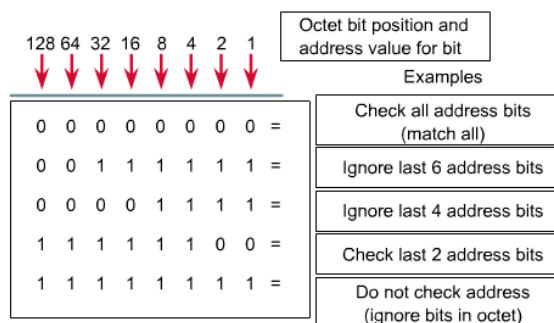 Octet bit position and
address value for bit
128 64 32 16 8 4 2 1
Examples
0 0 0 0 0 0 0 0 =
Check all address bits
(match all)
0 0 1 1 1 1 1 1 =
Ignore last 6 address bits
0 0 0 0 1 1 1 1 =
Ignore last 4 address bits
1 1 1 1 1 1 0 0 =
Check last 2 address bits
1 1 1 1 1 1 1 1 =
Do not check address
(ignore bits in octet)